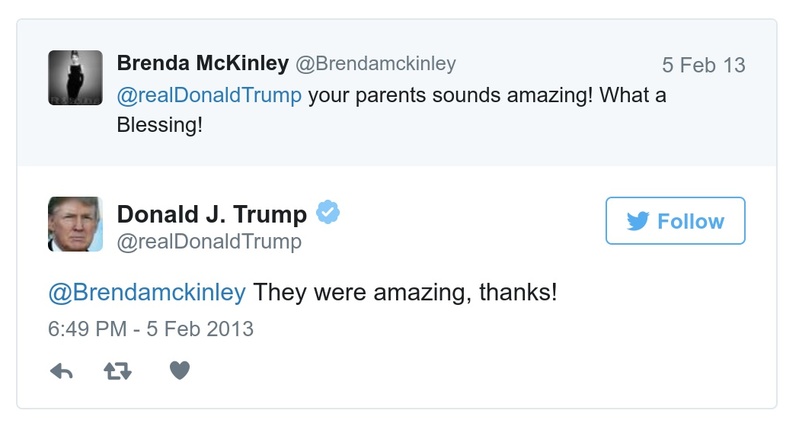 Brenda McKinley @Brendamckinley 5 Feb 13
@realDonaldTrump your parents sounds amazing! What a
Blessing!
Donald J. Trump
@realDonaldTrump
Follow
@Brendamckinley They were amazing, thanks!
6:49 PM - 5 Feb 2013